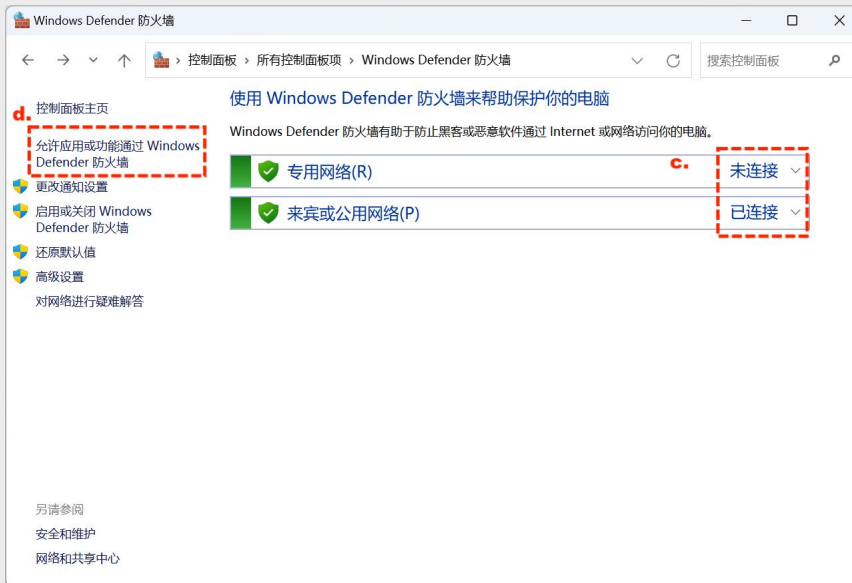 Windows Defender 防火墙
控制面板 › 所有控制面板项 › Windows Defender 防火墙
搜索控制面板
d.
控制面板主页
允许应用或功能通过 Windows
Defender 防火墙
更改通知设置
启用或关闭 Windows
Defender 防火墙
还原默认值
高级设置
对网络进行疑难解答
使用 Windows Defender 防火墙来帮助保护你的电脑
Windows Defender 防火墙有助于防止黑客或恶意软件通过 Internet 或网络访问你的电脑。
c.
专用网络(R)
未连接
来宾或公用网络(P)
已连接
另请参阅
安全和维护
网络和共享中心